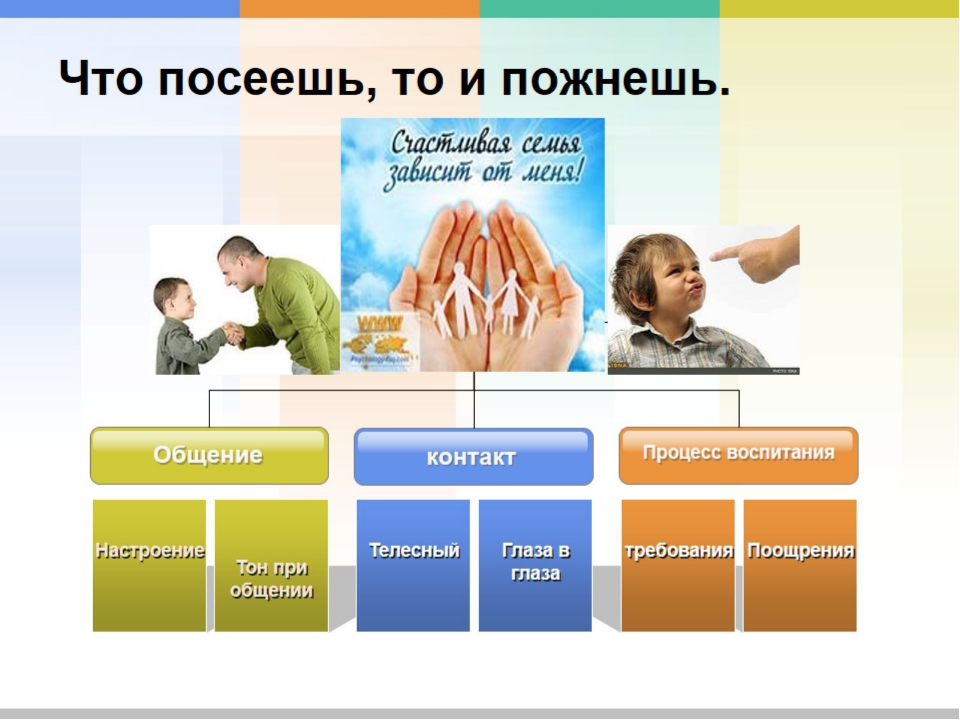 Что посеешь, то и пожнешь.
Счастливая семья
зависит от меня!
WWW
Общение
контакт
Процесс воспитания
Настроение
Тон при
общении
Телесный
Глаза в
глаза
требования
Поощрения